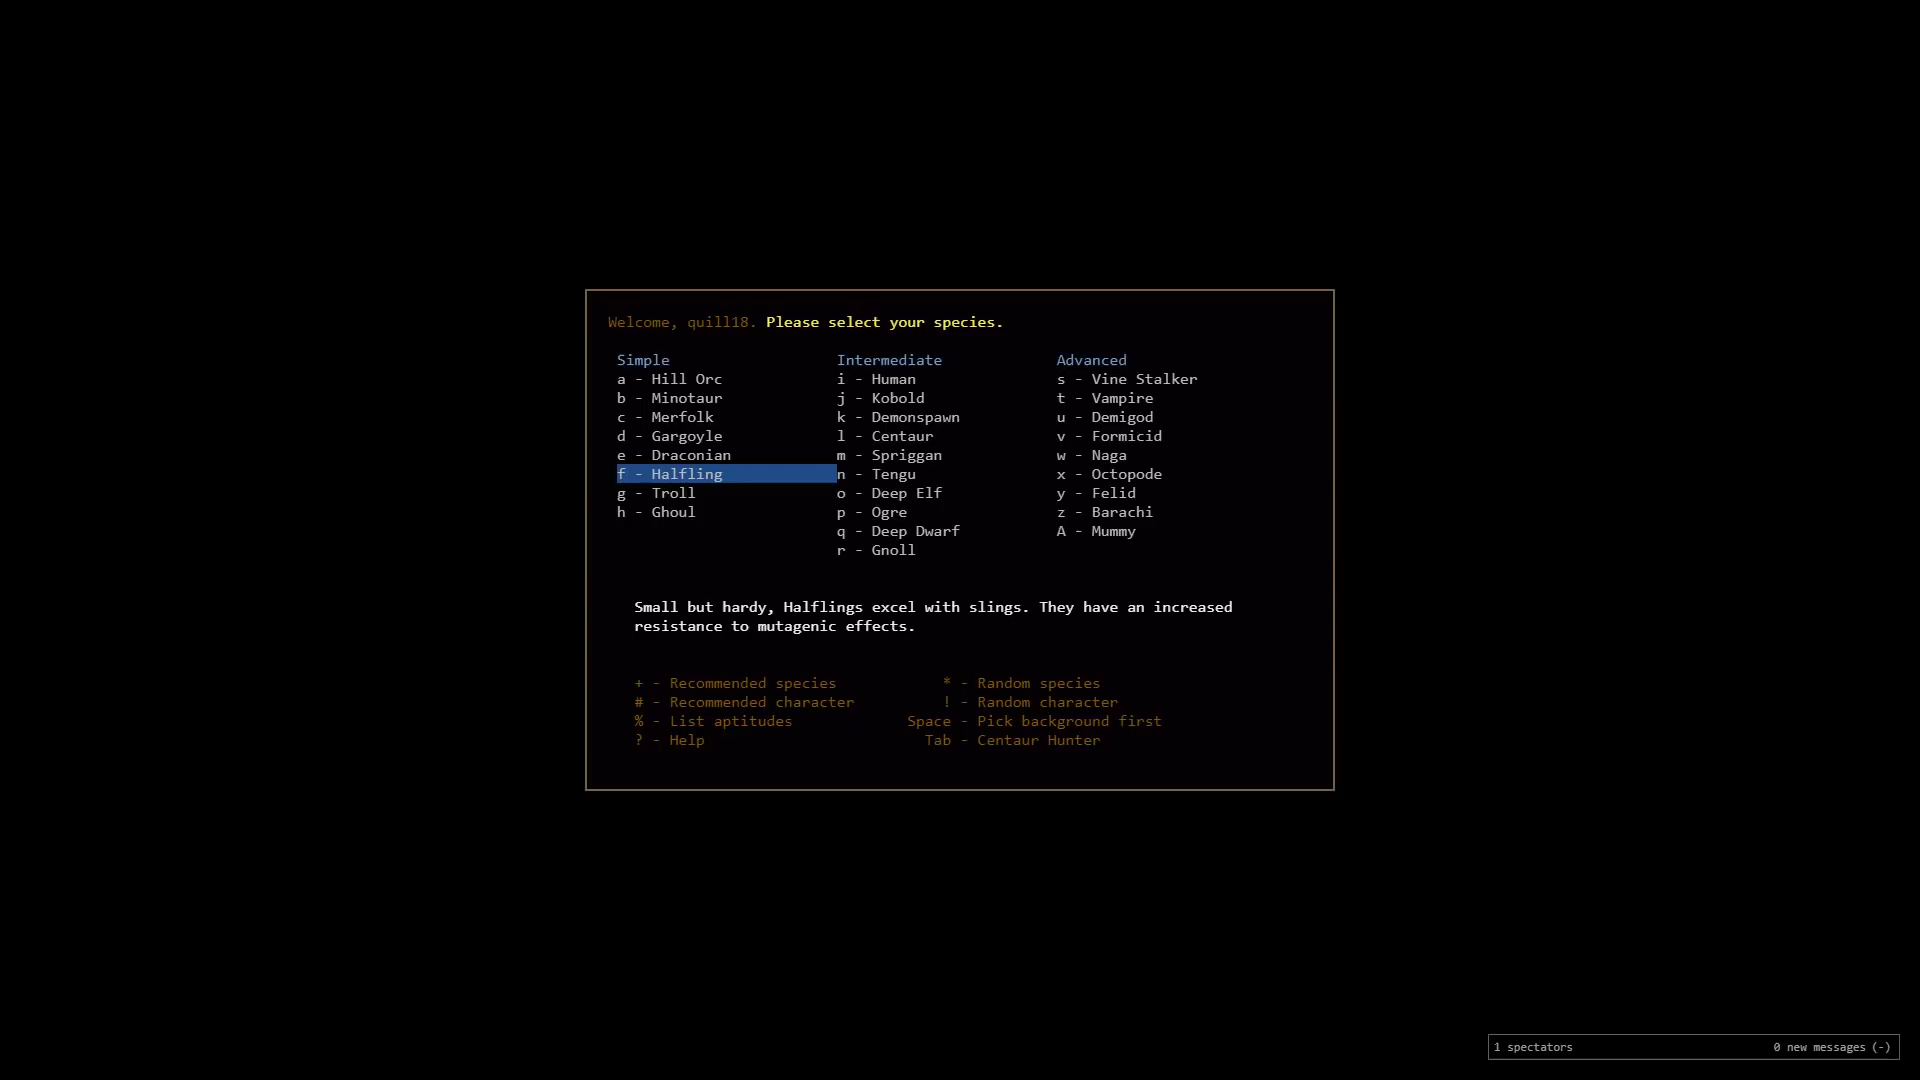 Welcome, quill18. Please select your species.
Simple Intermediate Advanced
a - Hill Orc i - Human s - Vine Stalker
b - Minotaur j - Kobold t - Vampire
c - Merfolk k - Demonspawn u - Demigod
d - Gargoyle l - Centaur v - Formicid
e - Draconian m - Spriggan w - Naga
f - Halfling n - Tengu x - Octopode
g - Troll o - Deep Elf y - Felid
h - Ghoul p - Ogre z - Barachi
q - Deep Dwarf A - Mummy
r - Gnoll
Small but hardy, Halflings excel with slings. They have an increased
resistance to mutagenic effects.
+ - Recommended species * - Random species
# - Recommended character ! - Random character
% - List aptitudes Space - Pick background first
? - Help Tab - Centaur Hunter
1 spectators 0 new messages (-)